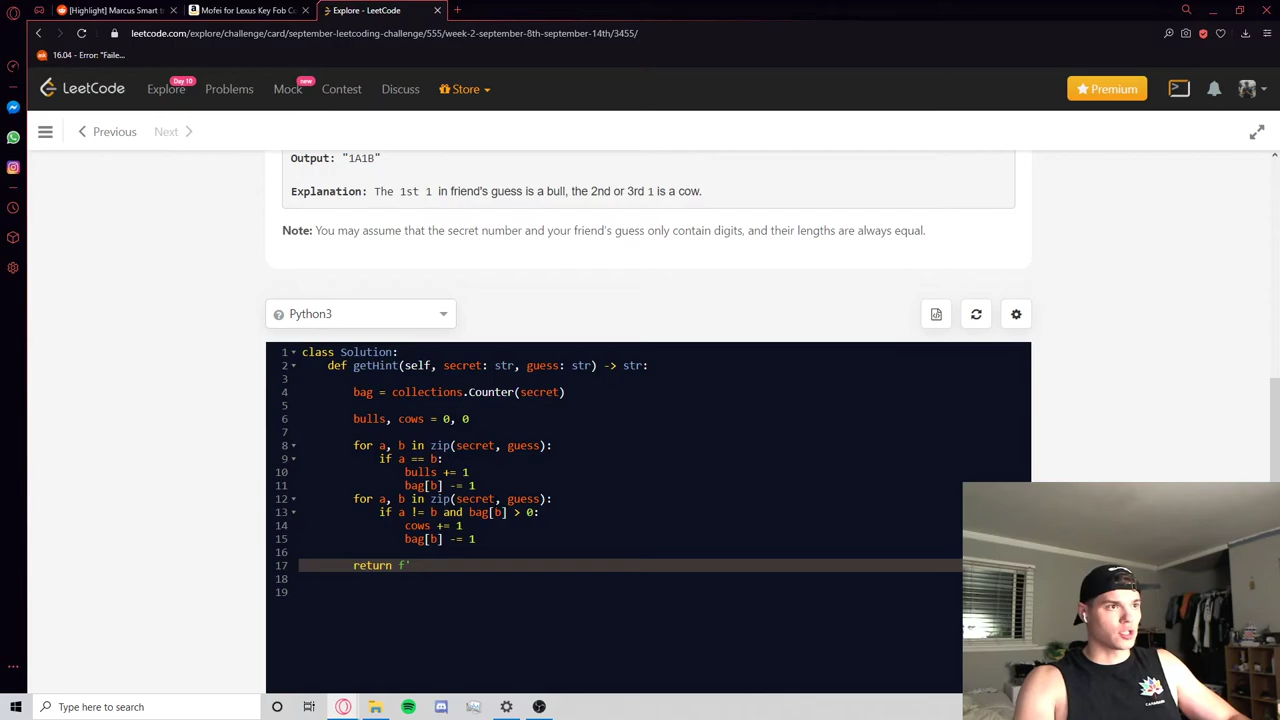 [Highlight] Marcus Smart t
Mofei for Lexus Key Fob Co
Explore - LeetCode
leetcode.com/explore/challenge/card/september-leetcoding-challenge/555/week-2-september-8th-september-14th/3455/
16.04 - Error: "Faile...
LeetCode
Explore
Day 10
Problems
Mock
new
Contest
Discuss
Store
Premium
Previous
Next
Output: "1A1B"
Explanation: The 1st 1 in friend's guess is a bull, the 2nd or 3rd 1 is a cow.
Note: You may assume that the secret number and your friend's guess only contain digits, and their lengths are always equal.
Python3
1 class Solution:
2 def getHint(self, secret: str, guess: str) -> str:
3
4 bag = collections.Counter(secret)
5
6 bulls, cows = 0, 0
7
8 for a, b in zip(secret, guess):
9 if a == b:
10 bulls += 1
11 bag[b] -= 1
12 for a, b in zip(secret, guess):
13 if a != b and bag[b] > 0:
14 cows += 1
15 bag[b] -= 1
16
17 return f'
18
19
Type here to search